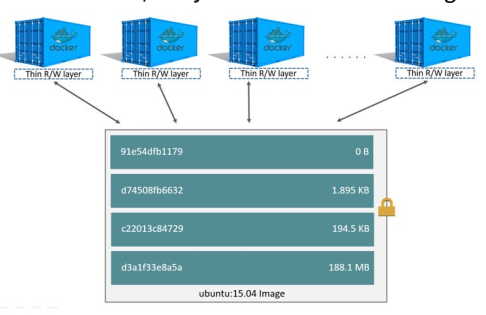 docker docker docker docker
Thin R/W layer Thin R/W layer Thin R/W layer ...... Thin R/W layer
91e54dfb1179 0 B
d74508fb6632 1.895 KB
c22013c84729 194.5 KB
d3a1f33e8a5a 188.1 MB
ubuntu:15.04 Image